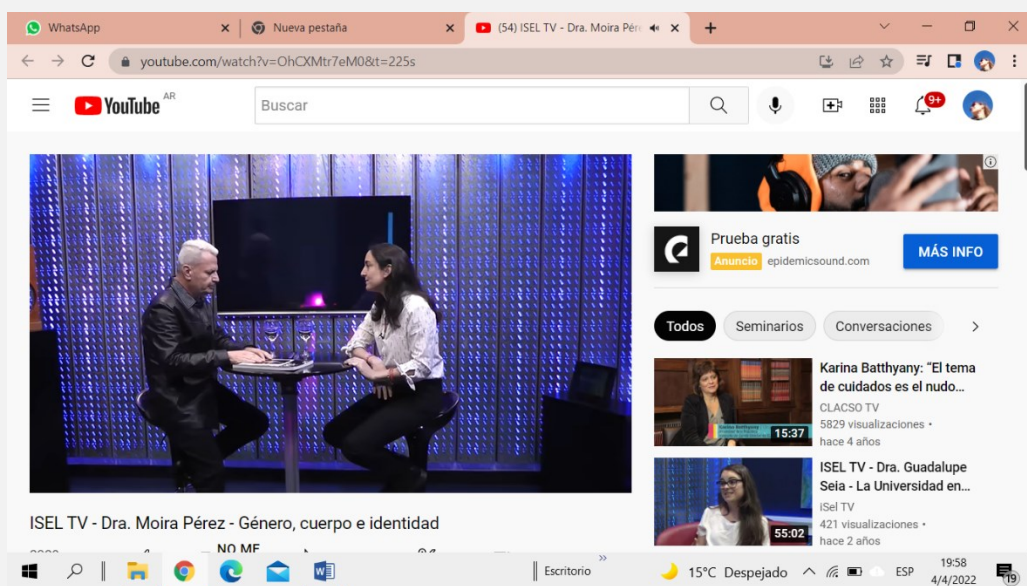 WhatsApp
Nueva pestaña
(54) ISEL TV - Dra. Moira Pére
youtube.com/watch?v=OhCXMtr7eM0&t=225s
YouTube AR
Buscar
9+
Prueba gratis
Anuncio epidemicsound.com
MÁS INFO
Todos
Seminarios
Conversaciones
Karina Batthyany: “El tema
de cuidados es el nudo...
CLACSO TV
5829 visualizaciones •
hace 4 años
15:37
ISEL TV - Dra. Guadalupe
Seia - La Universidad en...
iSel TV
421 visualizaciones •
hace 2 años
55:02
ISEL TV - Dra. Moira Pérez - Género, cuerpo e identidad
NO ME
Escritorio
15°C Despejado
ESP
19:58
4/4/2022
19